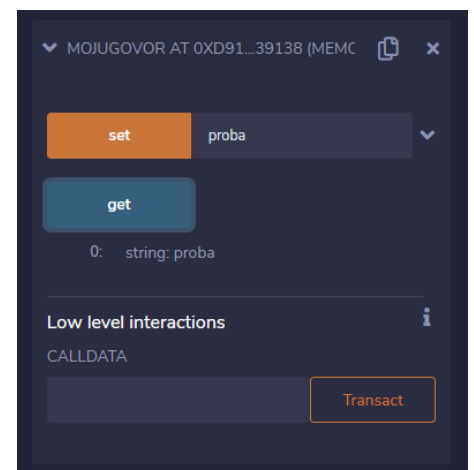 MOJUGOVOR AT 0XD91...39138 (MEMC
set proba
get
0: string: proba
Low level interactions
CALLDATA
Transact